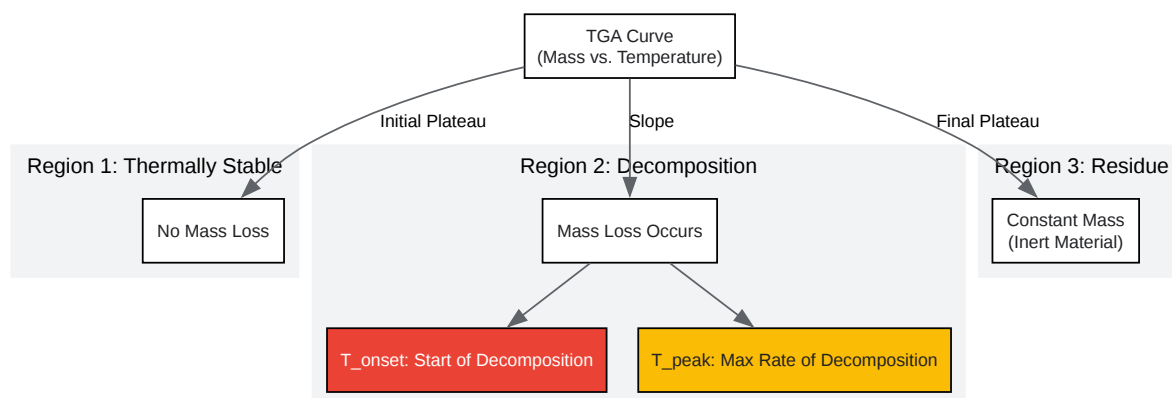 TGA Curve
(Mass vs. Temperature)
Initial Plateau
Slope
Final Plateau
Region 1: Thermally Stable
Region 2: Decomposition
Region 3: Residue
No Mass Loss
Mass Loss Occurs
Constant Mass
(Inert Material)
T_onset: Start of Decomposition
T_peak: Max Rate of Decomposition